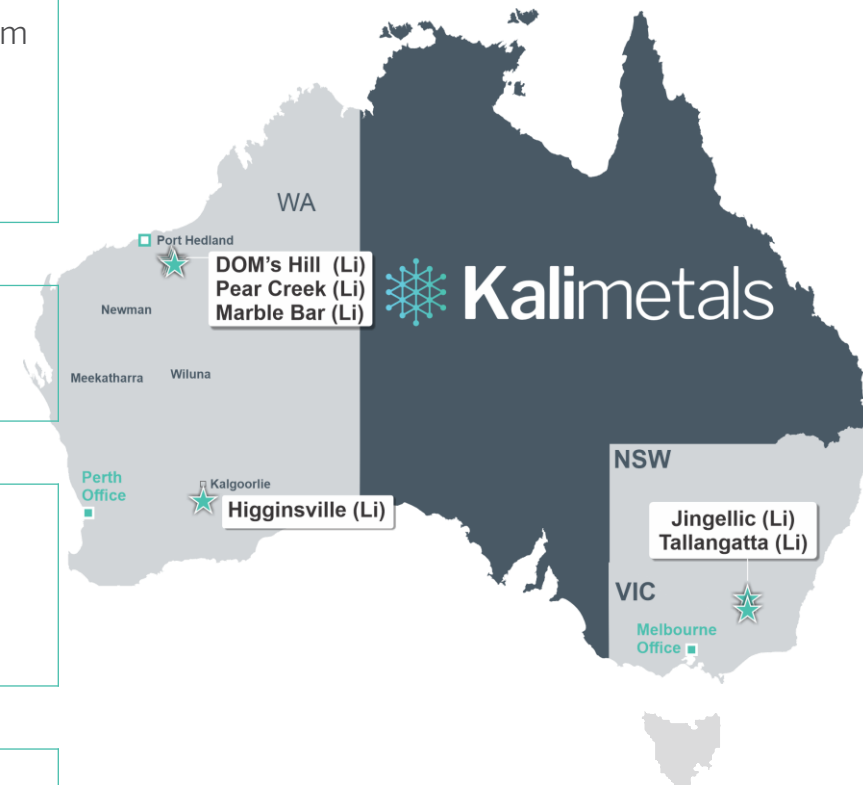 m
WA
Port Hedland
DOM's Hill (Li)
Pear Creek (Li)
Marble Bar (Li)
Kalimetals
Newman
Meekatharra
Wiluna
Perth
Office
Kalgoorlie
Higginsville (Li)
NSW
Jingellic (Li)
Tallangatta (Li)
VIC
Melbourne
Office